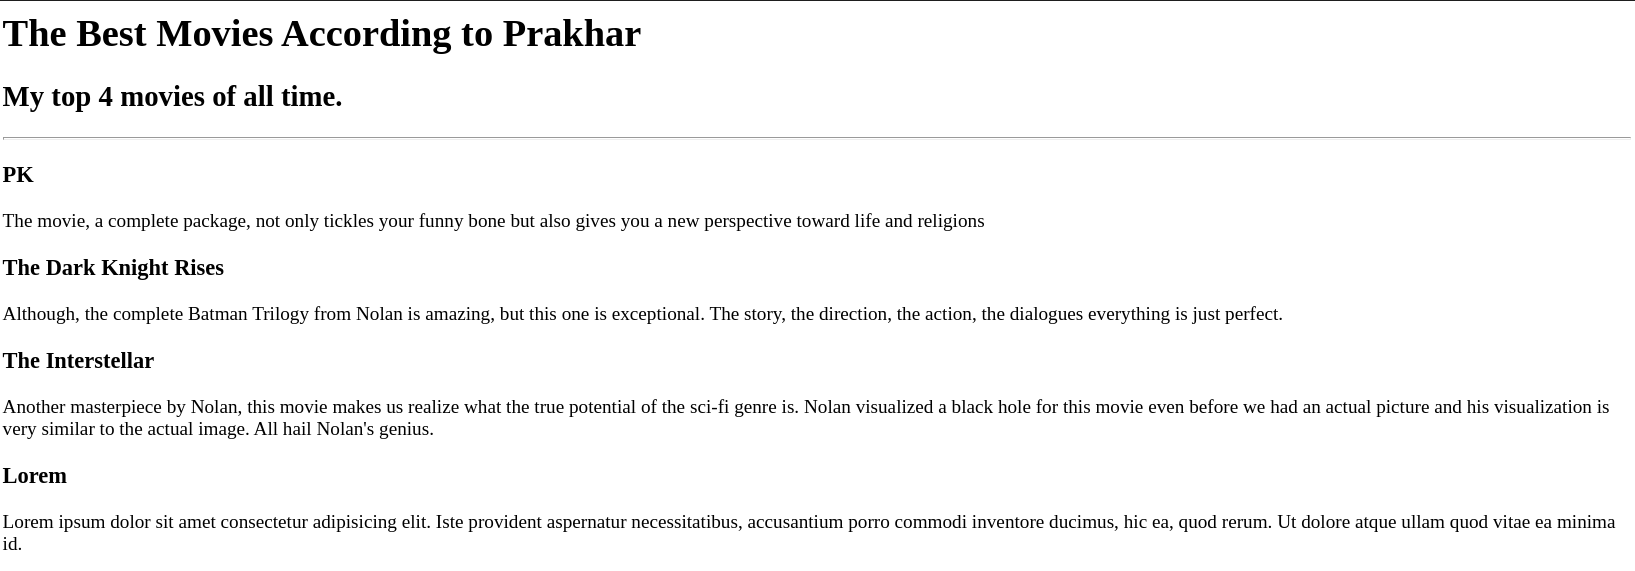 The Best Movies According to Prakhar
My top 4 movies of all time.
PK
The movie, a complete package, not only tickles your funny bone but also gives you a new perspective toward life and religions
The Dark Knight Rises
Although, the complete Batman Trilogy from Nolan is amazing, but this one is exceptional. The story, the direction, the action, the dialogues everything is just perfect.
The Interstellar
Another masterpiece by Nolan, this movie makes us realize what the true potential of the sci-fi genre is. Nolan visualized a black hole for this movie even before we had an actual picture and his visualization is
very similar to the actual image. All hail Nolan's genius.
Lorem
Lorem ipsum dolor sit amet consectetur adipisicing elit. Iste provident aspernatur necessitatibus, accusantium porro commodi inventore ducimus, hic ea, quod rerum. Ut dolore atque ullam quod vitae ea minima
id.